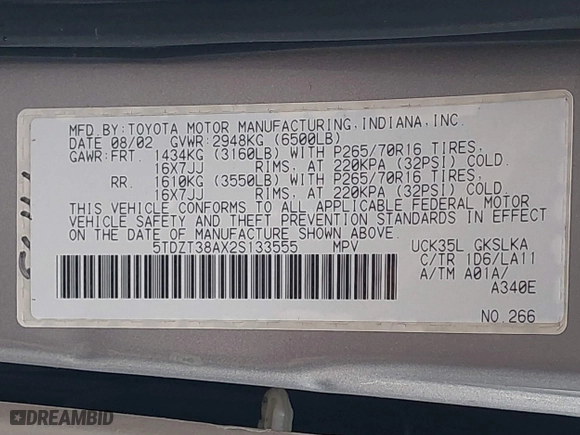 MFD.BY:TOYOTA MOTOR MANUFACTURING,INDIANA,INC.
DATE 08/02 GVWR:2948KG (6500LB)
GAWR:FRT. 1434KG (3160LB) WITH P265/70R16 TIRES,
16X7JJ RIMS, AT 220KPA (32PSI) COLD.
RR. 1610KG (3550LB) WITH P265/70R16 TIRES,
16X7JJ RIMS, AT 220KPA (32PSI) COLD.
THIS VEHICLE CONFORMS TO ALL APPLICABLE FEDERAL MOTOR
VEHICLE SAFETY AND THEFT PREVENTION STANDARDS IN EFFECT
ON THE DATE OF MANUFACTURE SHOWN ABOVE.
5TDZT38AX2S133555 MPV UCK35L GKSLKA
C/TR 1D6/LA11
A/TM A01A/
A340E
NO.266
DREAMBID